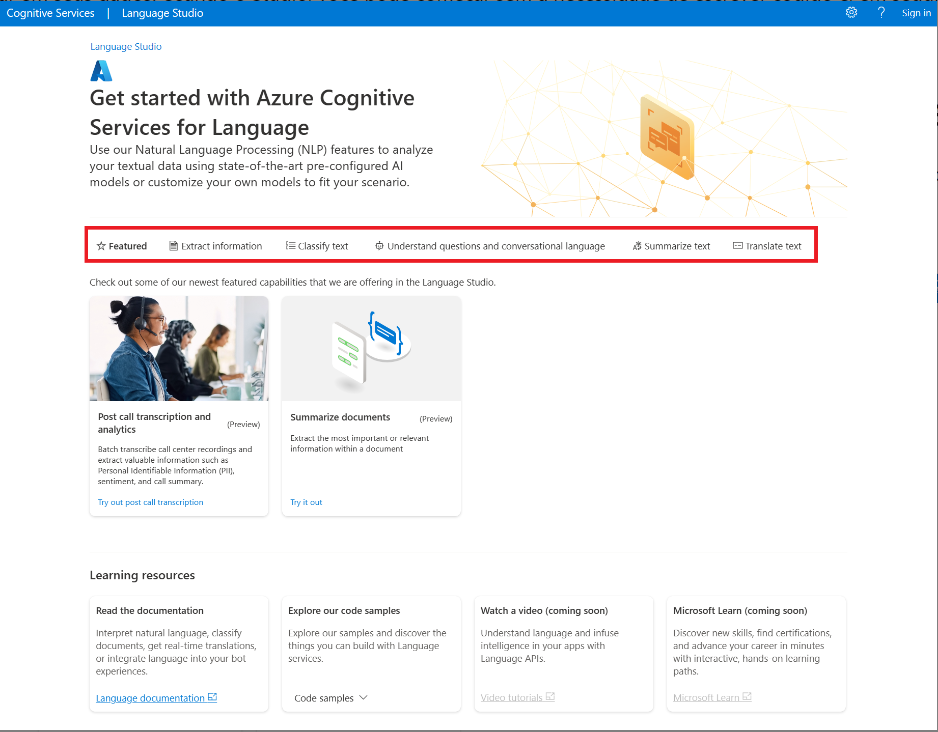 Cognitive Services | Language Studio
? Sign in
Language Studio
Get started with Azure Cognitive
Services for Language
Use our Natural Language Processing (NLP) features to analyze
your textual data using state-of-the-art pre-configured AI
models or customize your own models to fit your scenario.
Featured Extract information Classify text Understand questions and conversational language Summarize text Translate text
Check out some of our newest featured capabilities that we are offering in the Language Studio.
Post call transcription and
analytics
(Preview)
Batch transcribe call center recordings and
extract valuable information such as
Personal Identifiable Information (PII),
sentiment, and call summary.
Try out post call transcription
Summarize documents (Preview)
Extract the most important or relevant
information within a document
Try it out
Learning resources
Read the documentation
Interpret natural language, classify
documents, get real-time translations,
or integrate language into your bot
experiences.
Language documentation
Explore our code samples
Explore our samples and discover the
things you can build with Language
services.
Code samples
Watch a video (coming soon)
Understand language and infuse
intelligence in your apps with
Language APIs.
Video tutorials
Microsoft Learn (coming soon)
Discover new skills, find certifications,
and advance your career in minutes
with interactive, hands-on learning
paths.
Microsoft Learn